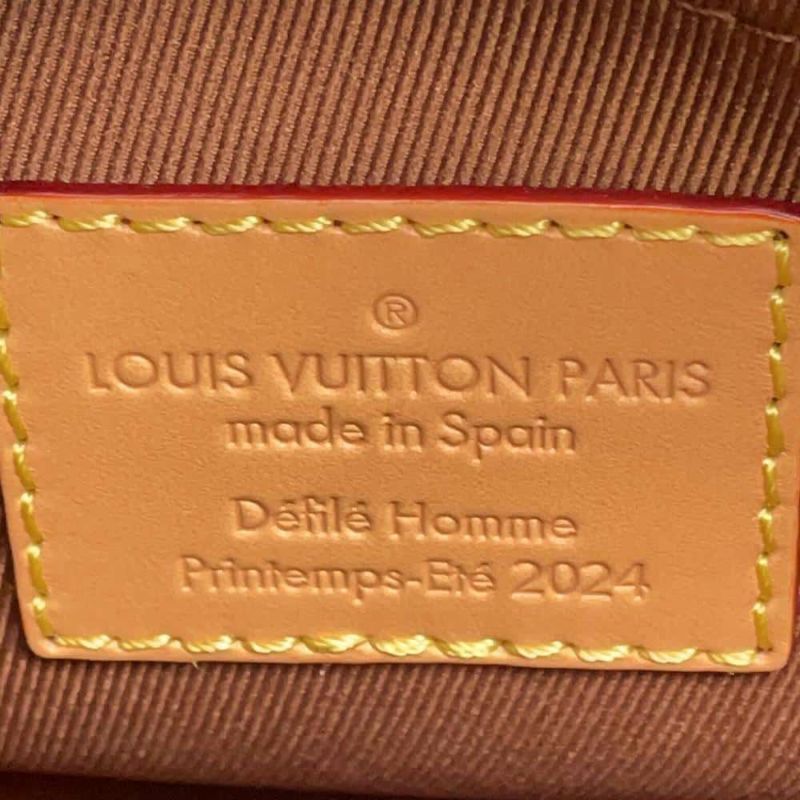 ®
LOUIS VUITTON PARIS
made in Spain
Défilé Homme
Printemps-Eté 2024